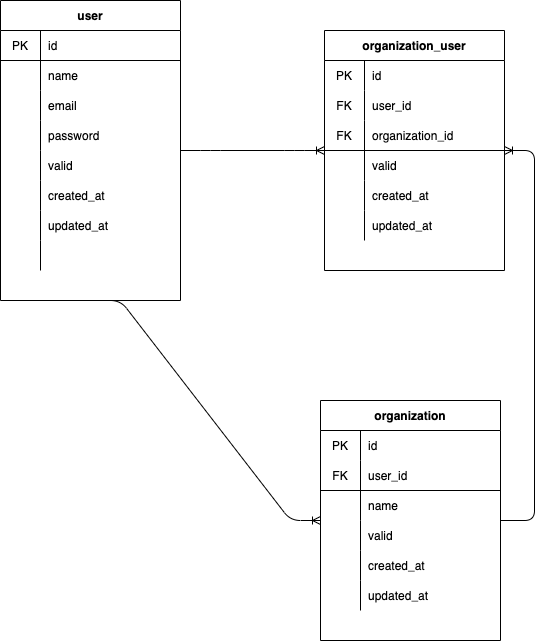 user
PK id
name
email
password
valid
created_at
updated_at
organization_user
PK id
FK user_id
FK organization_id
valid
created_at
updated_at
organization
PK id
FK user_id
name
valid
created_at
updated_at